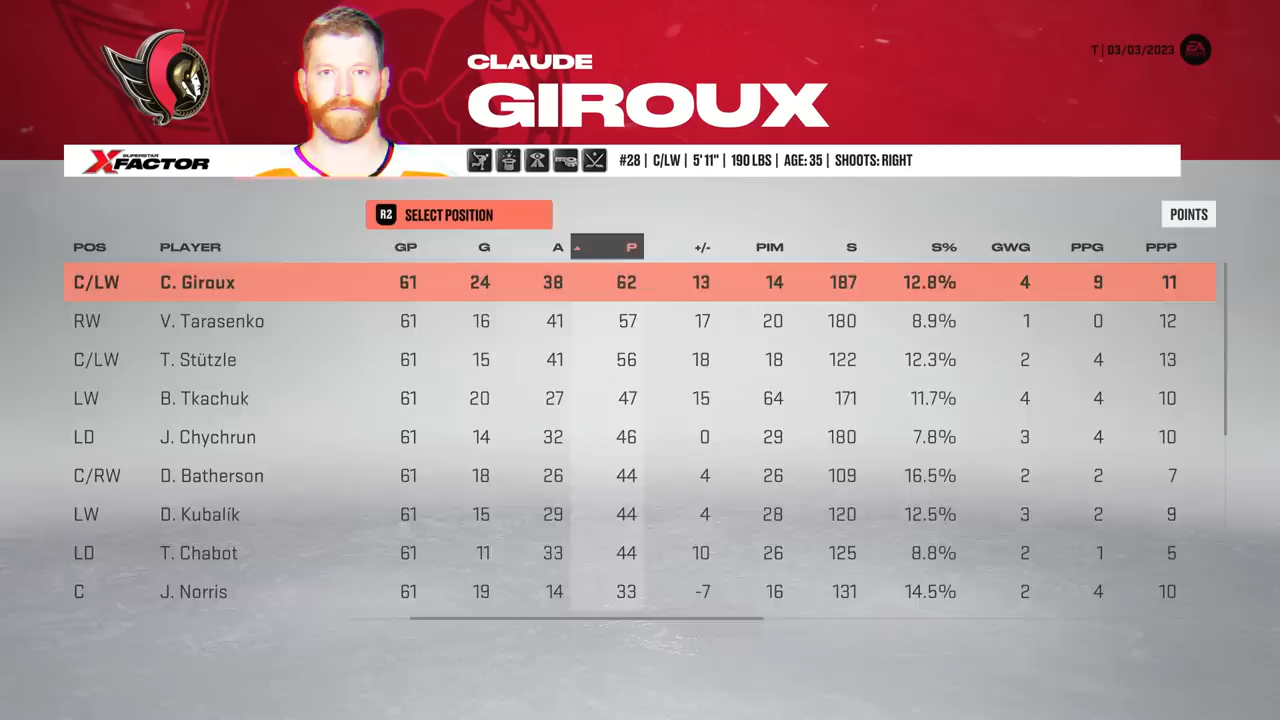 CLAUDE
GIROUX
T | 03/03/2023 EA
SUPERSTAR
XFACTOR
#28 | C/LW | 5'11" | 190 LBS | AGE: 35 | SHOOTS: RIGHT
R2 SELECT POSITION
POINTS
POS PLAYER GP G A P +/- PIM S S% GWG PPG PPP
C/LW C. Giroux 61 24 38 62 13 14 187 12.8% 4 9 11
RW V. Tarasenko 61 16 41 57 17 20 180 8.9% 1 0 12
C/LW T. Stützle 61 15 41 56 18 18 122 12.3% 2 4 13
LW B. Tkachuk 61 20 27 47 15 64 171 11.7% 4 4 10
LD J. Chychrun 61 14 32 46 0 29 180 7.8% 3 4 10
C/RW D. Batherson 61 18 26 44 4 26 109 16.5% 2 2 7
LW D. Kubalík 61 15 29 44 4 28 120 12.5% 3 2 9
LD T. Chabot 61 11 33 44 10 26 125 8.8% 2 1 5
C J. Norris 61 19 14 33 -7 16 131 14.5% 2 4 10